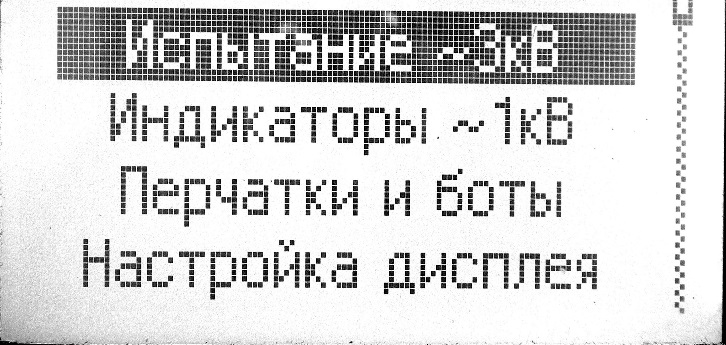 Испытание ~3кВ
Индикаторы ~1кВ
Перчатки и боты
Настройка дисплея